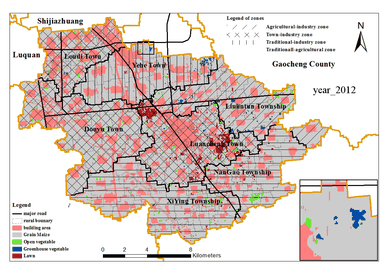 Shijiazhuang
Legend of zones
Agricultural-industry zone
Town-industry zone
Traditional-industry zone
Traditional-agricultural zone
N
Luquan
Loudi Town
Yehe Town
Gaocheng County
year_2012
Liulintun Township
Douyu Town
Luancheng Town
NanGao Township
XiYing Township
Legend
major road
rural boundary
building area
Grain Maize
Open vegetable
Greenhouse vegetable
Lawn
0 2 4 8
Kilometers